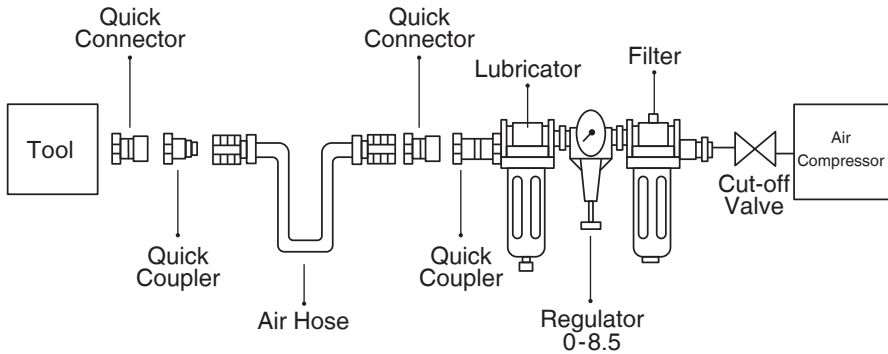 Quick
Connector
Quick
Connector
Lubricator
Filter
Tool
Air
Compressor
Cut-off
Valve
Quick
Coupler
Quick
Coupler
Air Hose
Regulator
0-8.5